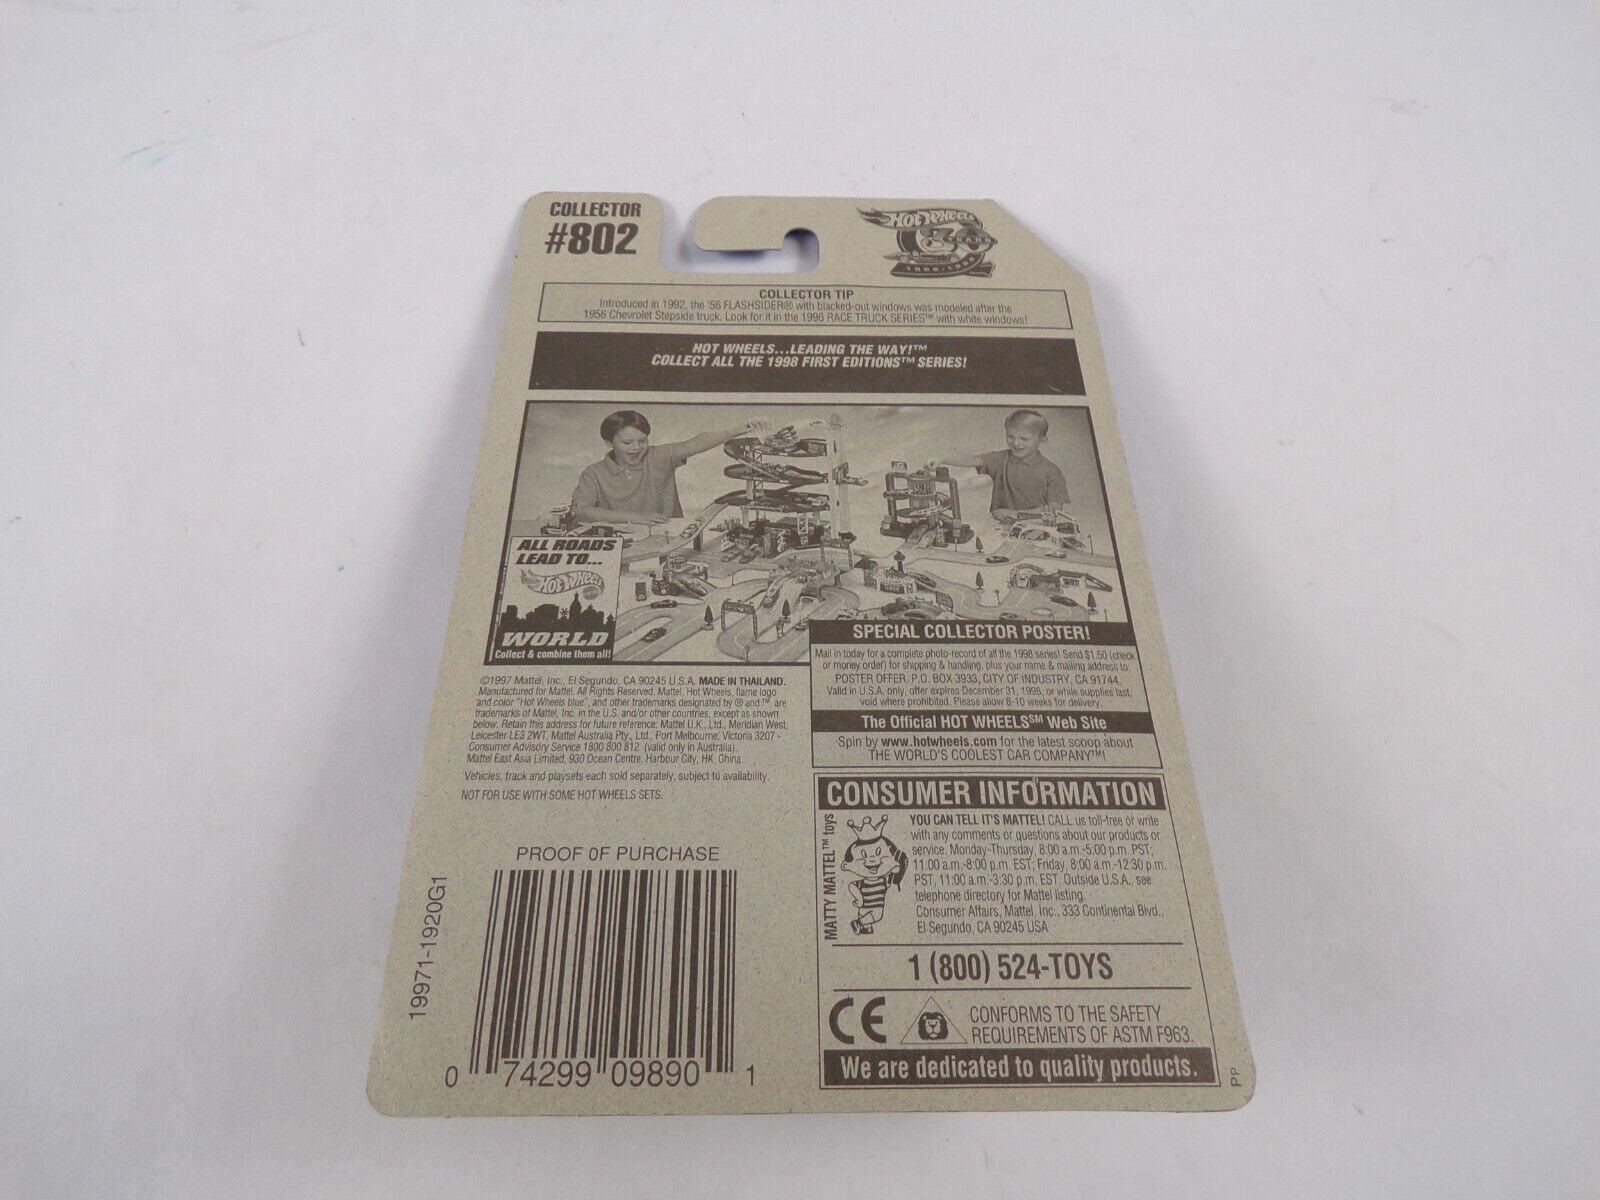 COLLECTOR
#802
Hot Wheels
30
YEARS
1968-1998
COLLECTOR TIP
Introduced in 1992, the '56 FLASHSIDER® with blacked-out windows was modeled after the
1956 Chevrolet Stepside truck. Look for it in the 1996 RACE TRUCK SERIES™ with white windows!
HOT WHEELS...LEADING THE WAY!™
COLLECT ALL THE 1998 FIRST EDITIONS™ SERIES!
ALL ROADS
LEAD TO...
Hot Wheels
WORLD
Collect & combine them all!
SPECIAL COLLECTOR POSTER!
Mail in today for a complete photo-record of all the 1998 series! Send $1.50 (check
or money order) for shipping & handling, plus your name & mailing address to:
POSTER OFFER, P.O. BOX 3933, CITY OF INDUSTRY, CA 91744.
Valid in U.S.A. only, offer expires December 31, 1998, or while supplies last,
void where prohibited. Please allow 8-10 weeks for delivery.
The Official HOT WHEELS℠ Web Site
Spin by www.hotwheels.com for the latest scoop about
THE WORLD'S COOLEST CAR COMPANY™!
©1997 Mattel, Inc., El Segundo, CA 90245 U.S.A. MADE IN THAILAND.
Manufactured for Mattel. All Rights Reserved. Mattel, Hot Wheels, flame logo
and color "Hot Wheels blue", and other trademarks designated by ® and ™ are
trademarks of Mattel, Inc. in the U.S. and/or other countries, except as shown
below. Retain this address for future reference: Mattel U.K., Ltd., Meridian West,
Leicester LE3 2WT, Mattel Australia Pty., Ltd., Port Melbourne, Victoria 3207 -
Consumer Advisory Service 1800 800 812 (valid only in Australia).
Mattel East Asia Limited, 930 Ocean Centre, Harbour City, HK, China.
Vehicles, track and playsets each sold separately, subject to availability.
NOT FOR USE WITH SOME HOT WHEELS SETS.
CONSUMER INFORMATION
MATTY MATTEL™ toys
YOU CAN TELL IT'S MATTEL! CALL us toll-free or write
with any comments or questions about our products or
service. Monday-Thursday, 8:00 a.m.-5:00 p.m. PST,
11:00 a.m.-8:00 p.m. EST; Friday, 8:00 a.m.-12:30 p.m.
PST, 11:00 a.m.-3:30 p.m. EST. Outside U.S.A., see
telephone directory for Mattel listing.
Consumer Affairs, Mattel, Inc., 333 Continental Blvd.,
El Segundo, CA 90245 USA
1 (800) 524-TOYS
CE
CONFORMS TO THE SAFETY
REQUIREMENTS OF ASTM F963.
We are dedicated to quality products.
PP
PROOF OF PURCHASE
19971-1920G1
0 74299 09890 1